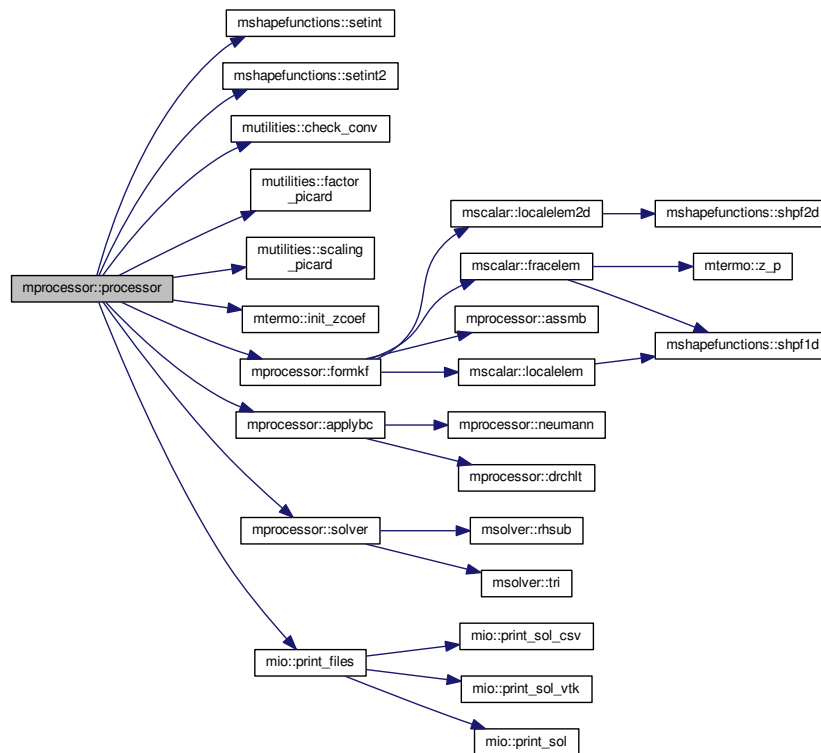 mshapefunctions::setint
mshapefunctions::setint2
mutilities::check_conv
mutilities::factor
_picard
mutilities::scaling
_picard
mprocessor::processor
mtermo::init_zcoef
mprocessor::formkf
mprocessor::applybc
mprocessor::solver
mio::print_files
mscalar::localelem2d
mscalar::fracelem
mprocessor::assmb
mscalar::localelem
mprocessor::neumann
mprocessor::drchlt
msolver::rhsub
msolver::tri
mio::print_sol_csv
mio::print_sol_vtk
mio::print_sol
mshapefunctions::shpf2d
mtermo::z_p
mshapefunctions::shpf1d